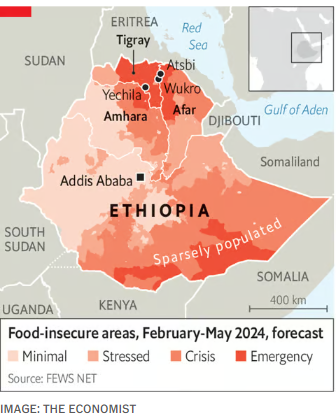 ERITREA
Red
Sea
Tigray
SUDAN
Atsbi
Yechila
Wukro
Amhara
Afar
DJIBOUTI
Gulf of Aden
Somaliland
Addis Ababa
ETHIOPIA
Sparsely populated
SOUTH
SUDAN
SOMALIA
UGANDA
KENYA
400 km
Food-insecure areas, February-May 2024, forecast
Minimal Stressed Crisis Emergency
Source: FEWS NET
IMAGE: THE ECONOMIST